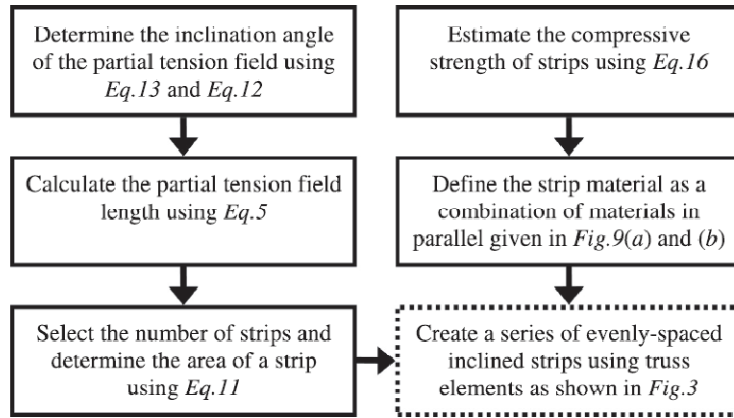 Determine the inclination angle
of the partial tension field using
Eq.13 and Eq.12
Calculate the partial tension field
length using Eq.5
Select the number of strips and
determine the area of a strip
using Eq.11
Estimate the compressive
strength of strips using Eq.16
Define the strip material as a
combination of materials in
parallel given in Fig.9(a) and (b)
Create a series of evenly-spaced
inclined strips using truss
elements as shown in Fig.3